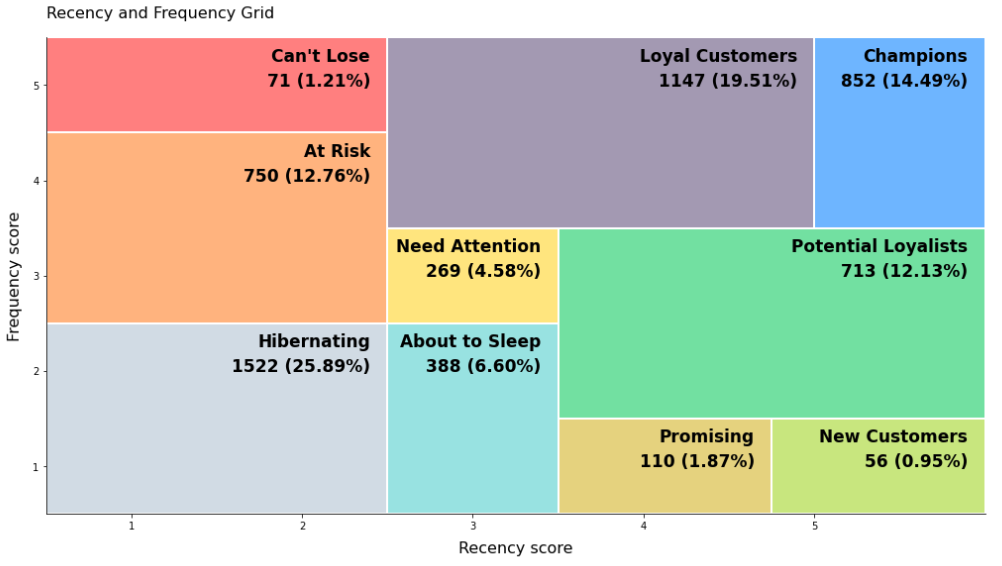 Recency and Frequency Grid
Can't Lose
71 (1.21%)
Loyal Customers
1147 (19.51%)
Champions
852 (14.49%)
At Risk
750 (12.76%)
Need Attention
269 (4.58%)
Potential Loyalists
713 (12.13%)
Hibernating
1522 (25.89%)
About to Sleep
388 (6.60%)
Promising
110 (1.87%)
New Customers
56 (0.95%)
Frequency score
5
4
3
2
1
1
2
3
4
5
Recency score